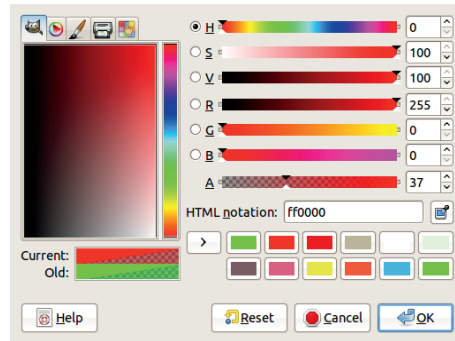 H 0
S 100
V 100
R 255
G 0
B 0
A 37
HTML notation: ff0000
>
Current:
Old:
Help Reset Cancel OK